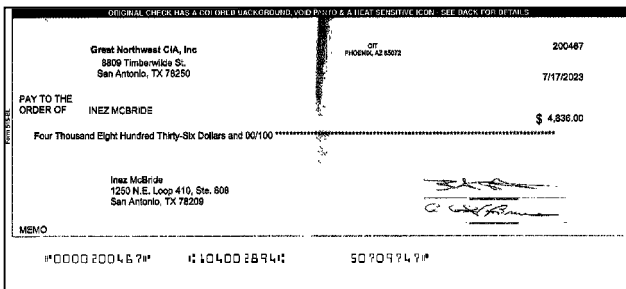 ORIGINAL CHECK HAS A COLORED BACKGROUND, VOID PANTO & A HEAT SENSITIVE ICON - SEE BACK FOR DETAILS
Great Northwest CIA, Inc
8809 Timberwilde St.
San Antonio, TX 78250
CIT
PHOENIX, AZ 85072
200467
7/17/2023
PAY TO THE
ORDER OF INEZ MCBRIDE
$ 4,836.00
Four Thousand Eight Hundred Thirty-Six Dollars and 00/100
Inez McBride
1250 N.E. Loop 410, Ste. 808
San Antonio, TX 78209
MEMO
⑈0000200467⑈ ⑆104002894⑆ 50709747⑈